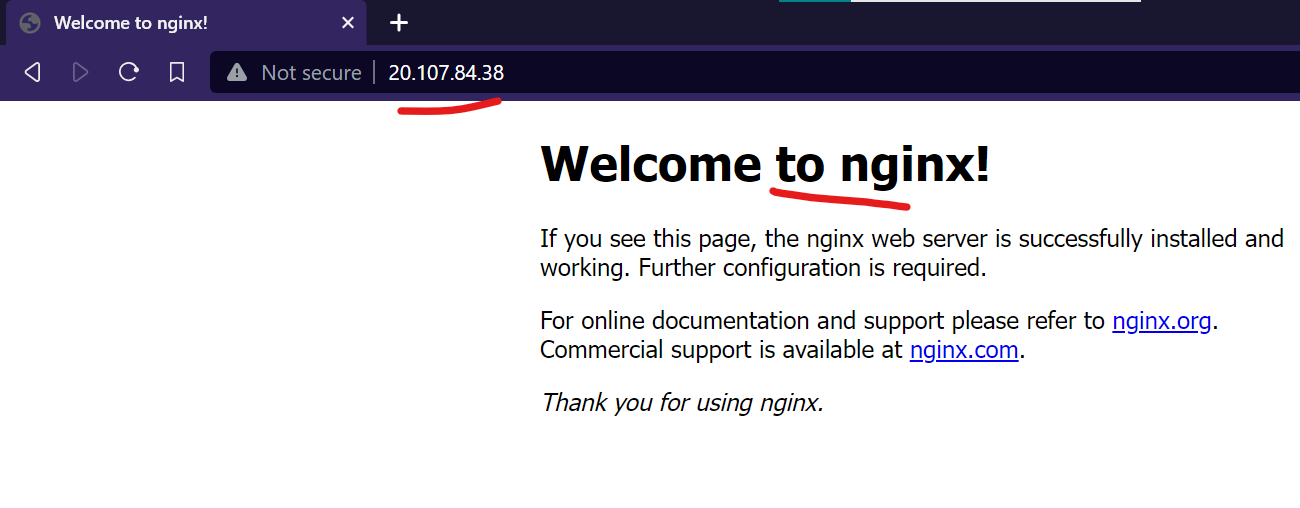 Welcome to nginx!
Not secure | 20.107.84.38
Welcome to nginx!
If you see this page, the nginx web server is successfully installed and
working. Further configuration is required.
For online documentation and support please refer to nginx.org.
Commercial support is available at nginx.com.
Thank you for using nginx.